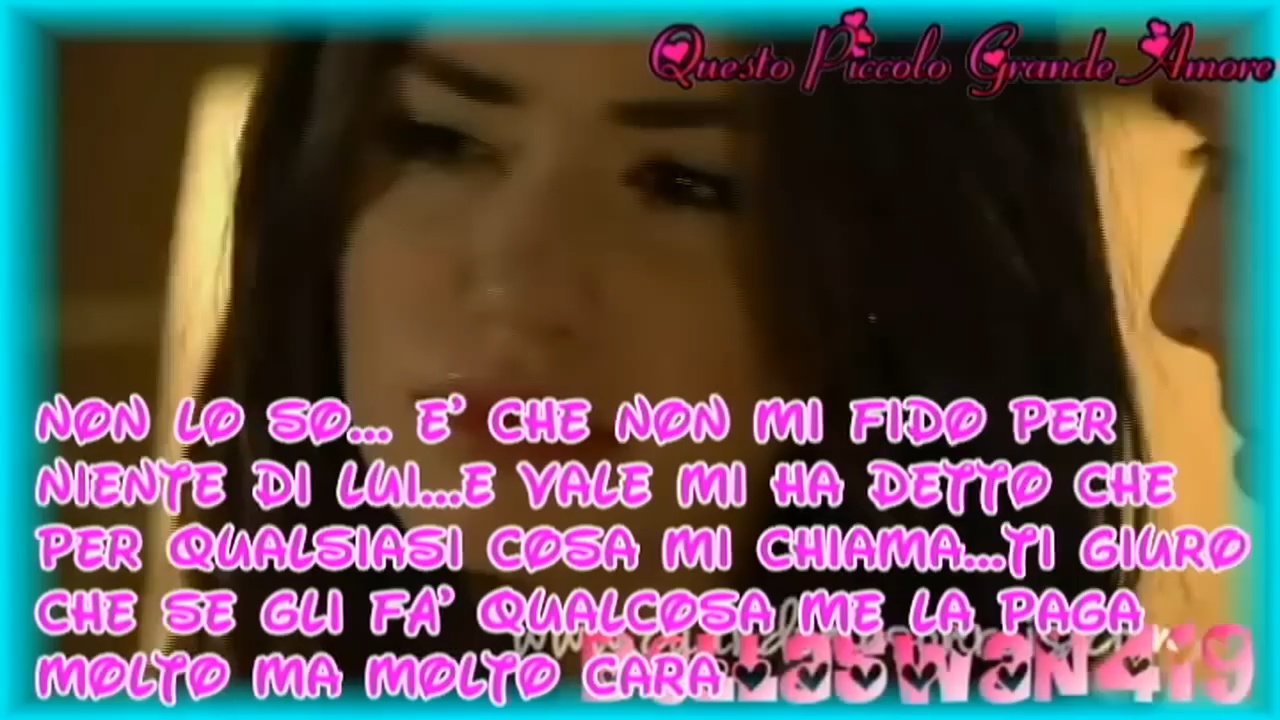 Questo Piccolo Grande Amore
NON LO SO... E' CHE NON MI FIDO PER
NIENTE DI LUI...E VALE MI HA DETTO CHE
PER QUALSIASI COSA MI CHIAMA...TI GIURO
CHE SE GLI FA' QUALCOSA ME LA PAGA
MOLTO MA MOLTO CARA